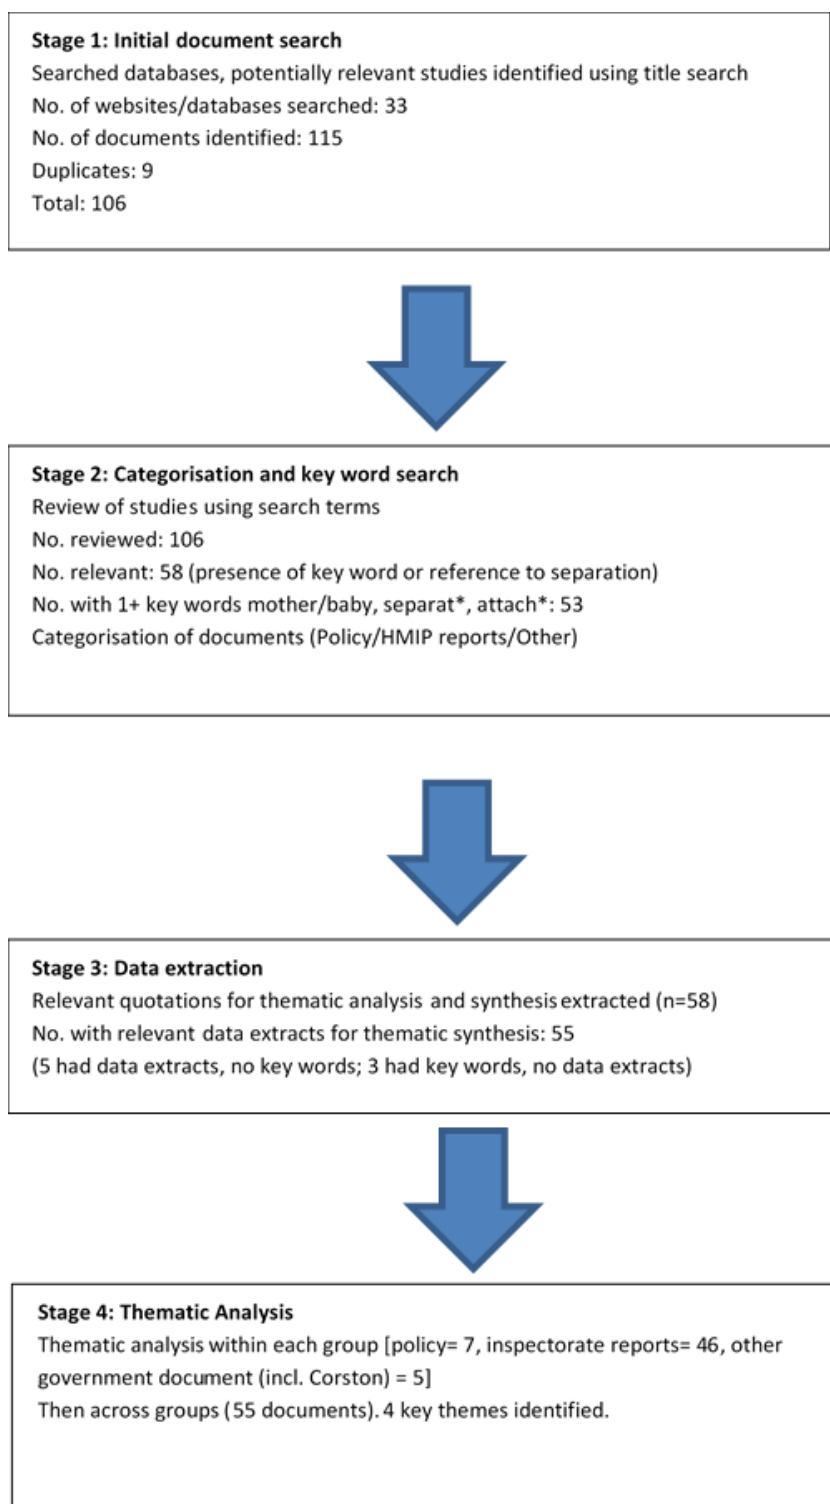 Stage 1: Initial document search
Searched databases, potentially relevant studies identified using title search
No. of websites/databases searched: 33
No. of documents identified: 115
Duplicates: 9
Total: 106
Stage 2: Categorisation and key word search
Review of studies using search terms
No. reviewed: 106
No. relevant: 58 (presence of key word or reference to separation)
No. with 1+ key words mother/baby, separat*, attach*: 53
Categorisation of documents (Policy/HMIP reports/Other)
Stage 3: Data extraction
Relevant quotations for thematic analysis and synthesis extracted (n=58)
No. with relevant data extracts for thematic synthesis: 55
(5 had data extracts, no key words; 3 had key words, no data extracts)
Stage 4: Thematic Analysis
Thematic analysis within each group [policy= 7, inspectorate reports= 46, other
government document (incl. Corston) = 5]
Then across groups (55 documents). 4 key themes identified.